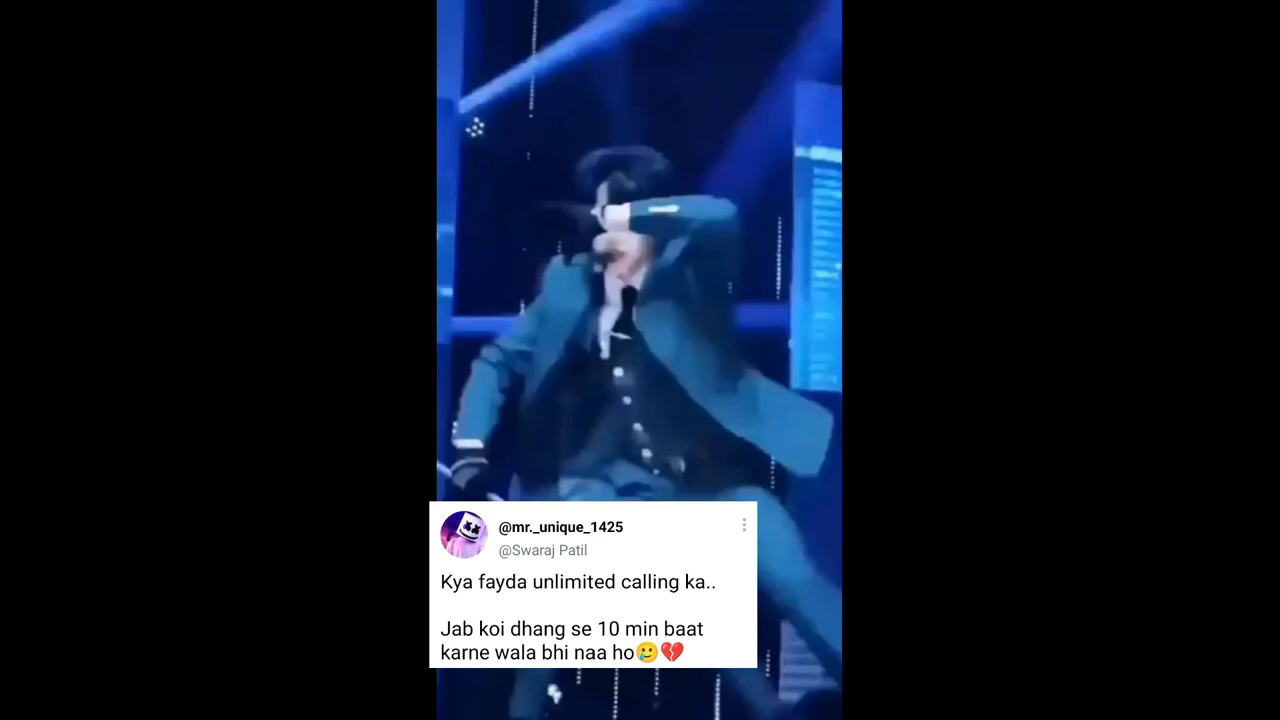 @mr._unique_1425
@Swaraj Patil
Kya fayda unlimited calling ka..
Jab koi dhang se 10 min baat
karne wala bhi naa ho🥲💔